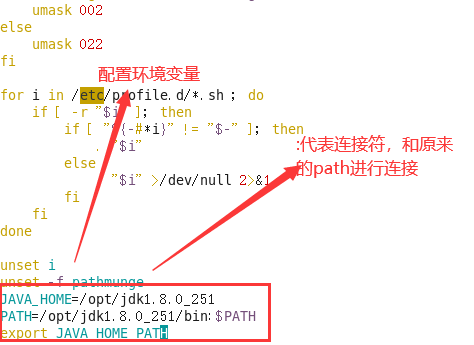 umask 002
else
umask 022
fi
配置环境变量
for i in /etc/profile.d/*.sh ; do
if [ -r "$i" ]; then
if [ "${-#*i}" != "$-" ]; then
. "$i"
:代表连接符，和原来
的path进行连接
else
. "$i" >/dev/null 2>&1
fi
fi
done
unset i
unset -f pathmunge
JAVA_HOME=/opt/jdk1.8.0_251
PATH=/opt/jdk1.8.0_251/bin:$PATH
export JAVA_HOME PATH